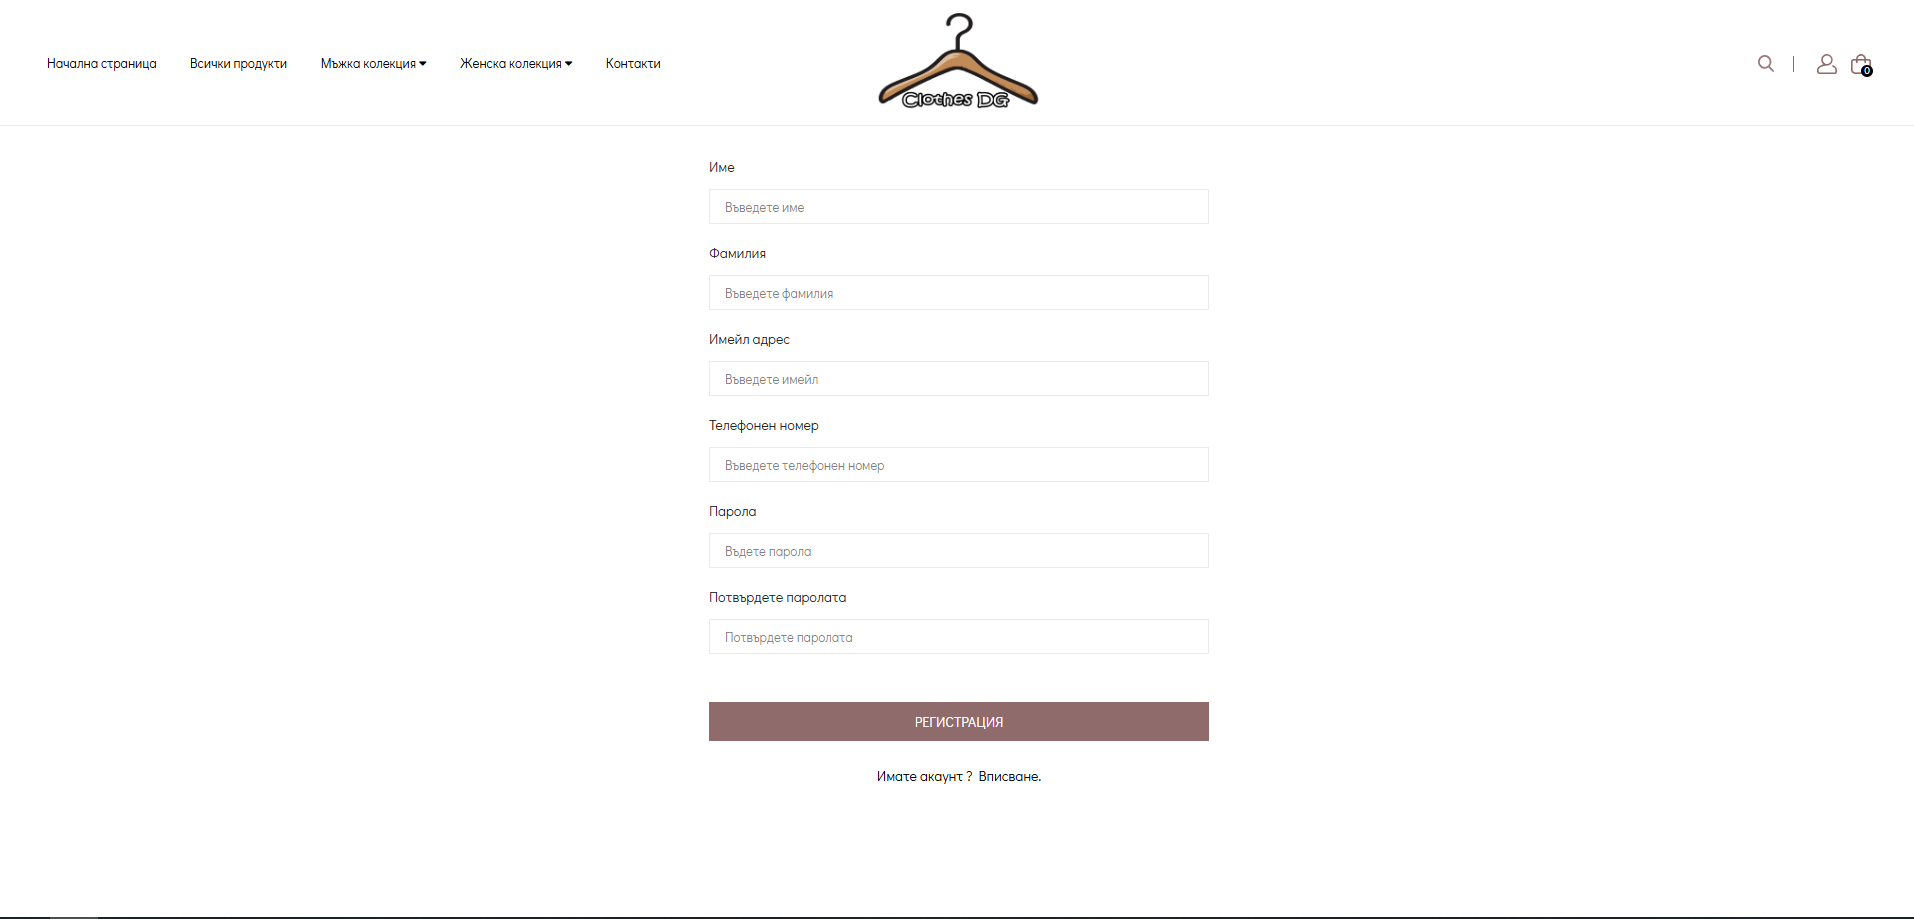 Начална страница Всички продукти Мъжка колекция Женска колекция Контакти
Clothes DG
0
Име
Въведете име
Фамилия
Въведете фамилия
Имейл адрес
Въведете имейл
Телефонен номер
Въведете телефонен номер
Парола
Въдете парола
Потвърдете паролата
Потвърдете паролата
РЕГИСТРАЦИЯ
Имате акаунт ? Вписване.